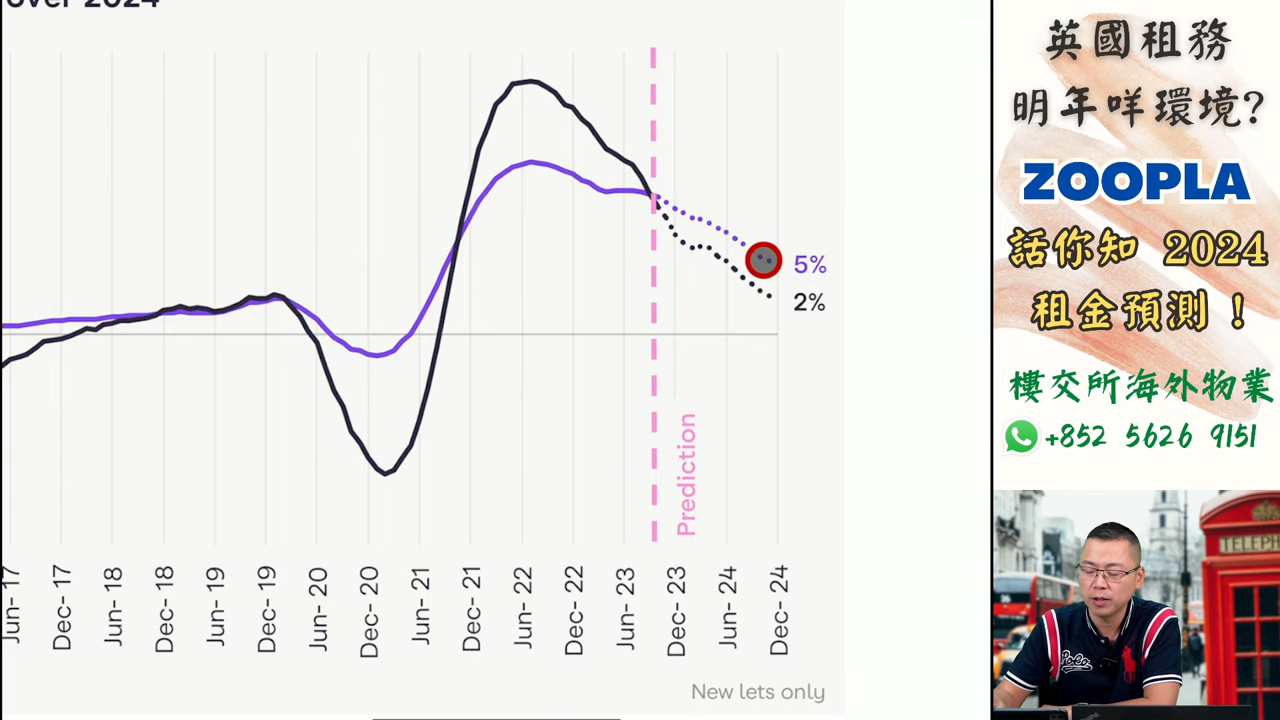 over 2024
5%
2%
Prediction
Jun- 17
Dec- 17
Jun- 18
Dec- 18
Jun- 19
Dec- 19
Jun- 20
Dec- 20
Jun- 21
Dec- 21
Jun- 22
Dec- 22
Jun- 23
Dec- 23
Jun- 24
Dec- 24
New lets only
英國租務
明年咩環境?
ZOOPLA
話你知 2024
租金預測 !
樓交所海外物業
+852 5626 9151
TELEPH
Polo